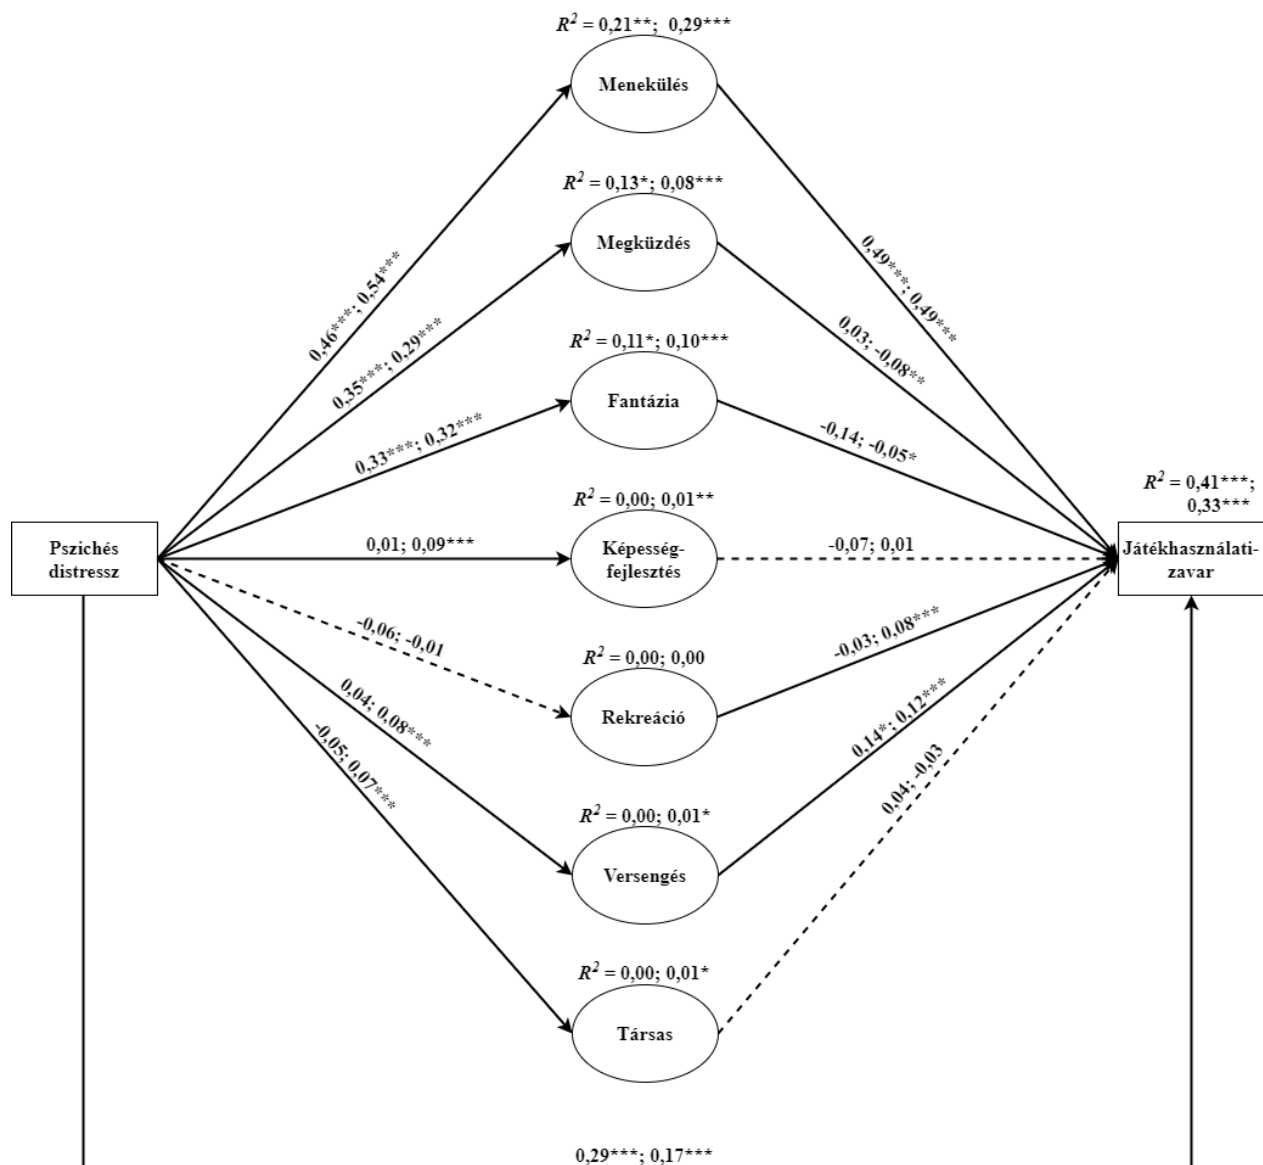 R² = 0,21**; 0,29***
Menekülés
R² = 0,13*; 0,08***
Megküzdés
0,46***; 0,54***
0,49***; 0,49***
0,35***; 0,29***
0,03; -0,08**
R² = 0,11*; 0,10***
Fantázia
0,33***; 0,32***
-0,14; -0,05*
R² = 0,41***;
0,33***
R² = 0,00; 0,01**
Pszichés
distressz
0,01; 0,09***
Képesség-
fejlesztés
-0,07; 0,01
Játékhasználati-
zavar
-0,06; -0,01
-0,03; 0,08***
R² = 0,00; 0,00
Rekreáció
0,04; 0,08***
0,14*; 0,12***
-0,05; 0,07***
0,04; -0,03
R² = 0,00; 0,01*
Versengés
R² = 0,00; 0,01*
Társas
0,29***; 0,17***